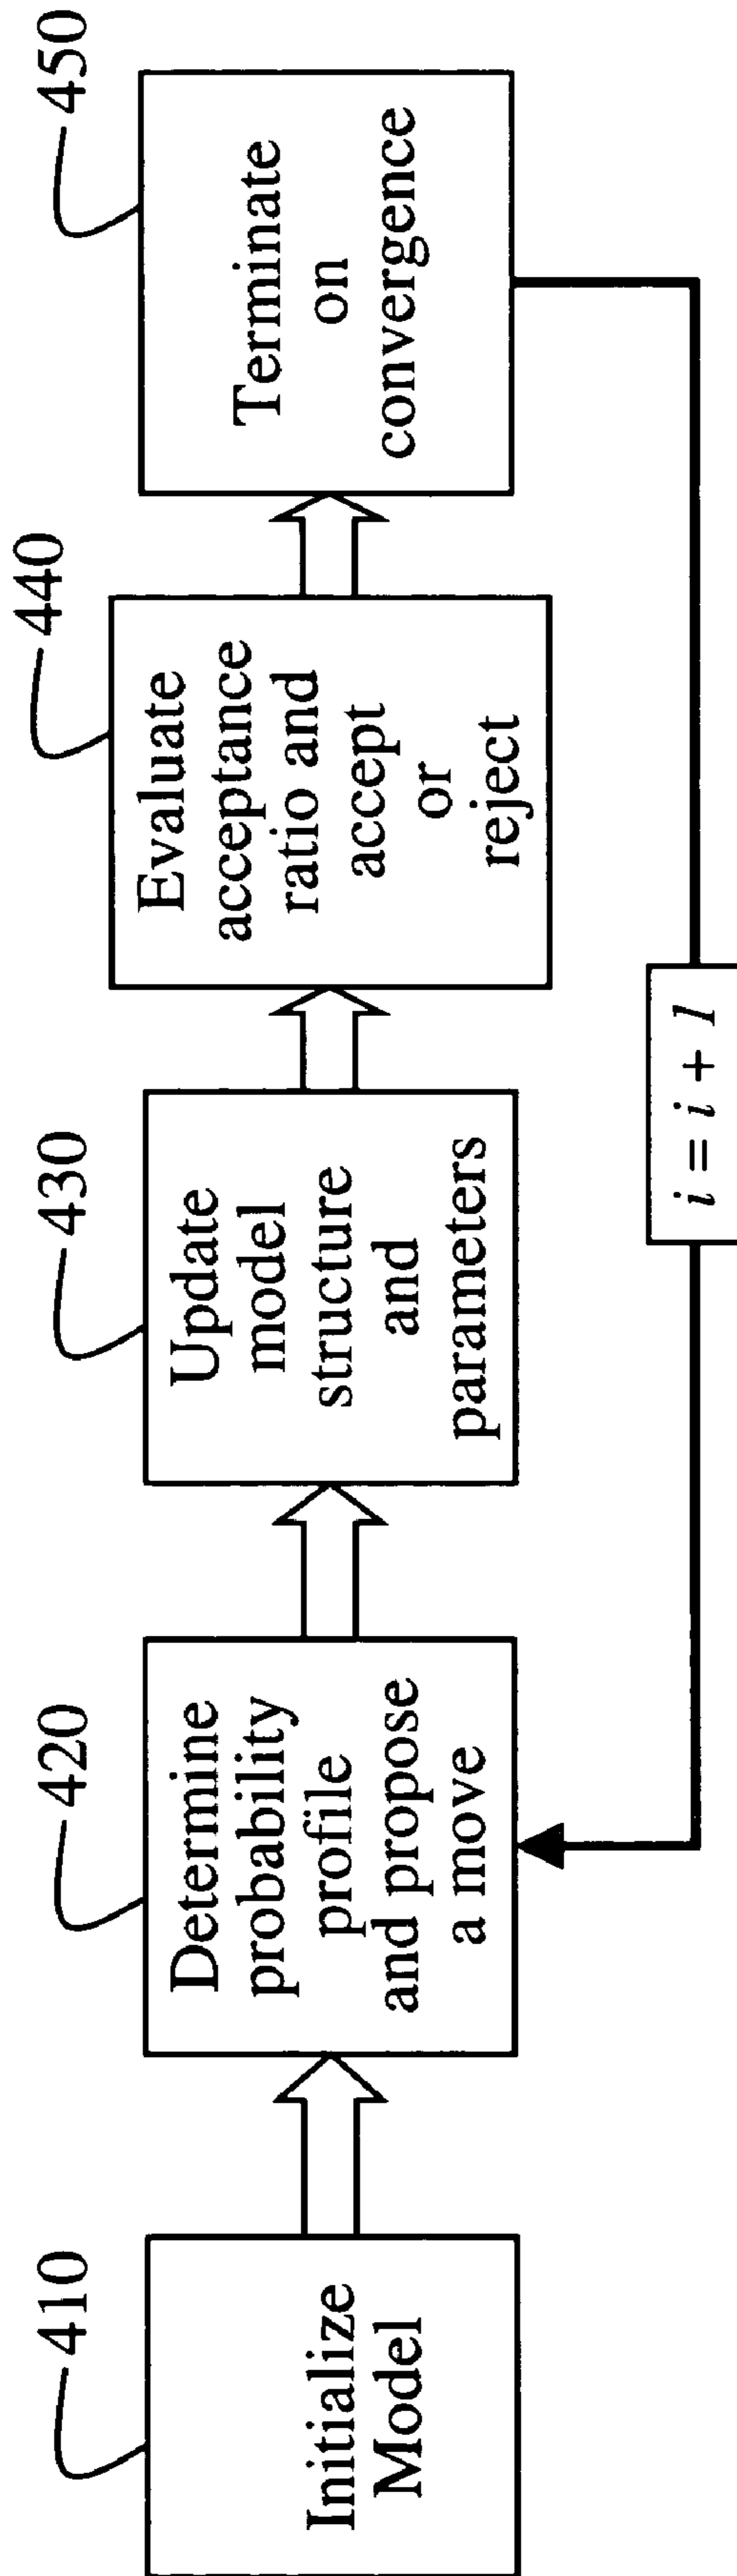 410
Initialize
Model
420
Determine
probability
profile
and propose
a move
430
Update
model
structure
and
parameters
440
Evaluate
acceptance
ratio and
accept
or
reject
450
Terminate
on
convergence
i = i + 1